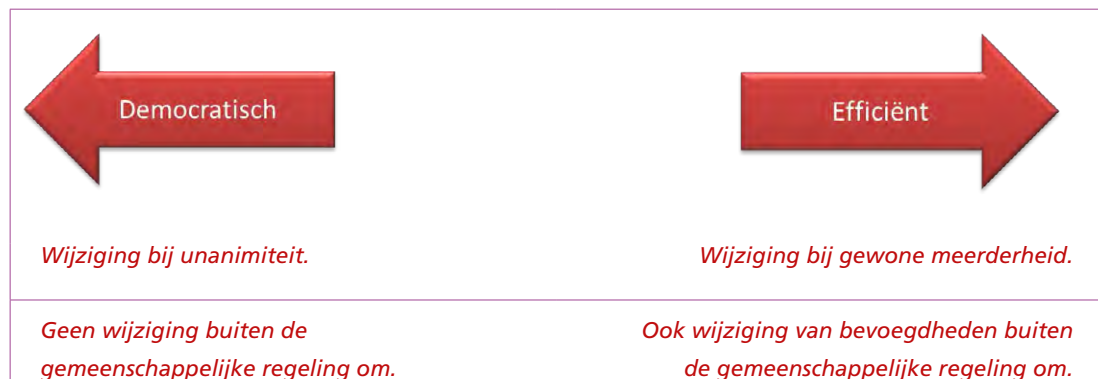 Democratisch
Efficiënt
Wijziging bij unanimiteit.
Wijziging bij gewone meerderheid.
Geen wijziging buiten de
gemeenschappelijke regeling om.
Ook wijziging van bevoegdheden buiten
de gemeenschappelijke regeling om.